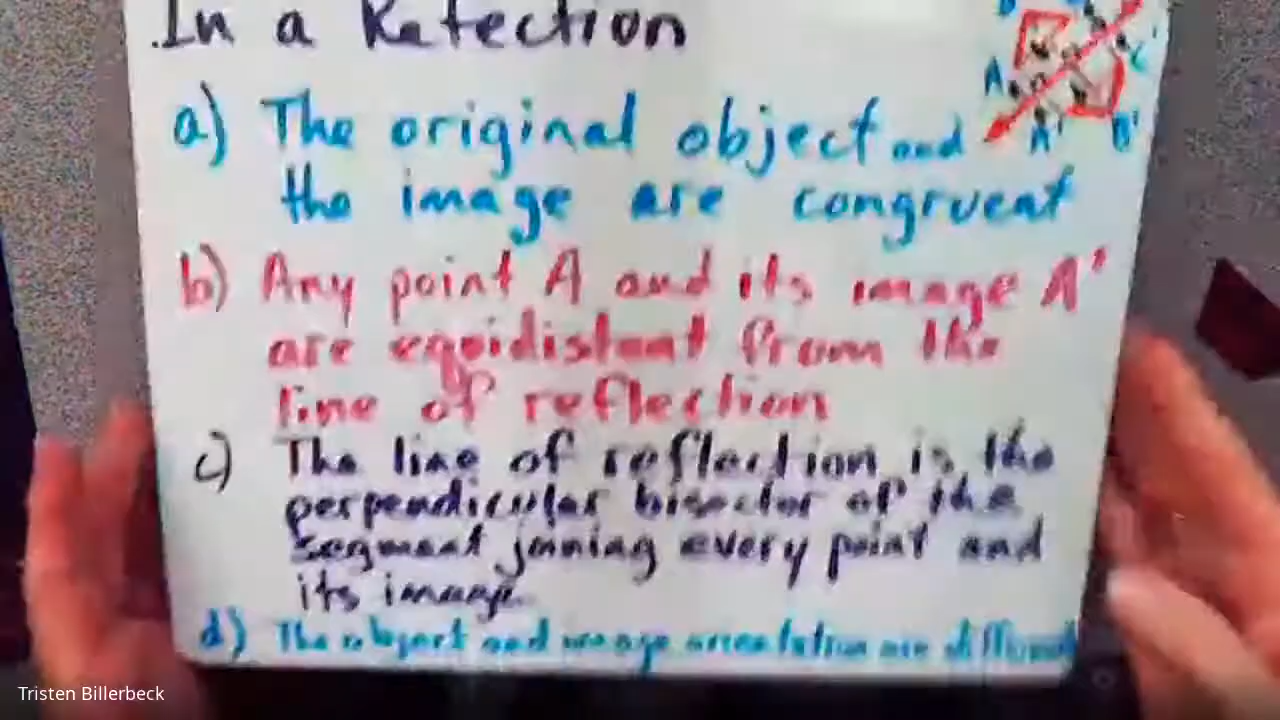 In a Refection
a) The original object and
the image are congruent
b) Any point A and its image A'
are equidistant from the
line of reflection
c) The line of reflection is the
perpendicular bisector of the
segment joining every point and
its image.
d) The object and image orientation are different
A
A'
B'
C'
Tristen Billerbeck